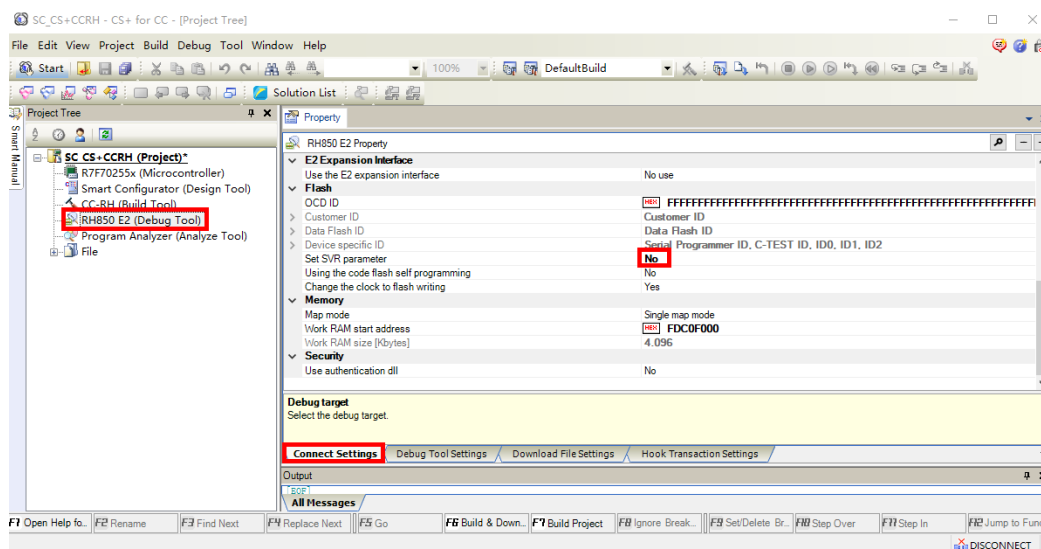 SC_CS+CCRH - CS+ for CC - [Project Tree]
File Edit View Project Build Debug Tool Window Help
Start 100% DefaultBuild
Solution List
Smart Manual
Project Tree
SC CS+CCRH (Project)*
R7F70255x (Microcontroller)
Smart Configurator (Design Tool)
CC-RH (Build Tool)
RH850 E2 (Debug Tool)
Program Analyzer (Analyze Tool)
File
Property
RH850 E2 Property
E2 Expansion Interface
Use the E2 expansion interface No use
Flash
OCD ID HEX FFFFFFFFFFFFFFFFFFFFFFFFFFFFFFFFFFFFFFFFFFFFFFFFFFFFFF
Customer ID Customer ID
Data Flash ID Data Flash ID
Device specific ID Serial Programmer ID, C-TEST ID, ID0, ID1, ID2
Set SVR parameter No
Using the code flash self programming No
Change the clock to flash writing Yes
Memory
Map mode Single map mode
Work RAM start address HEX FDC0F000
Work RAM size [Kbytes] 4.096
Security
Use authentication dll No
Debug target
Select the debug target.
Connect Settings Debug Tool Settings Download File Settings Hook Transaction Settings
Output
[EOF]
All Messages
F1 Open Help fo... F2 Rename F3 Find Next F4 Replace Next F5 Go F6 Build & Down... F7 Build Project F8 Ignore Break... F9 Set/Delete Br... F10 Step Over F11 Step In F12 Jump to Fun
DISCONNECT